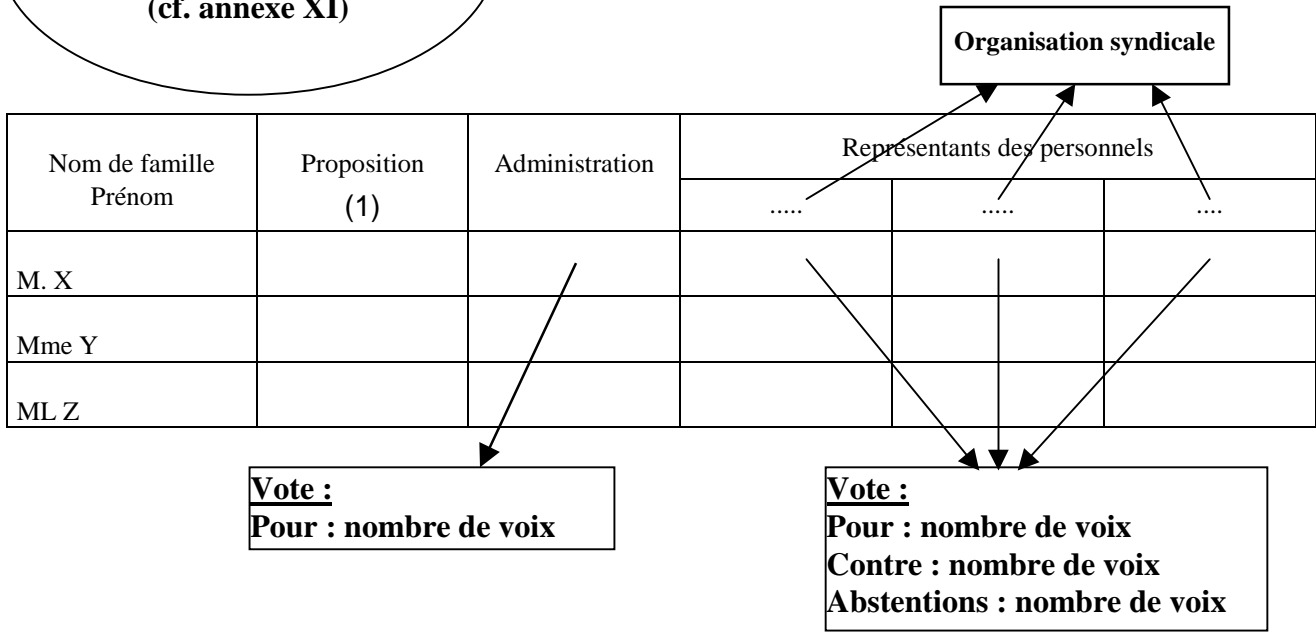 (cf. annexe XI)
Organisation syndicale
Nom de famille
Prénom
Proposition
(1)
Administration
Représentants des personnels
.....
.....
....
M. X
Mme Y
ML Z
Vote :
Pour : nombre de voix
Vote :
Pour : nombre de voix
Contre : nombre de voix
Abstentions : nombre de voix